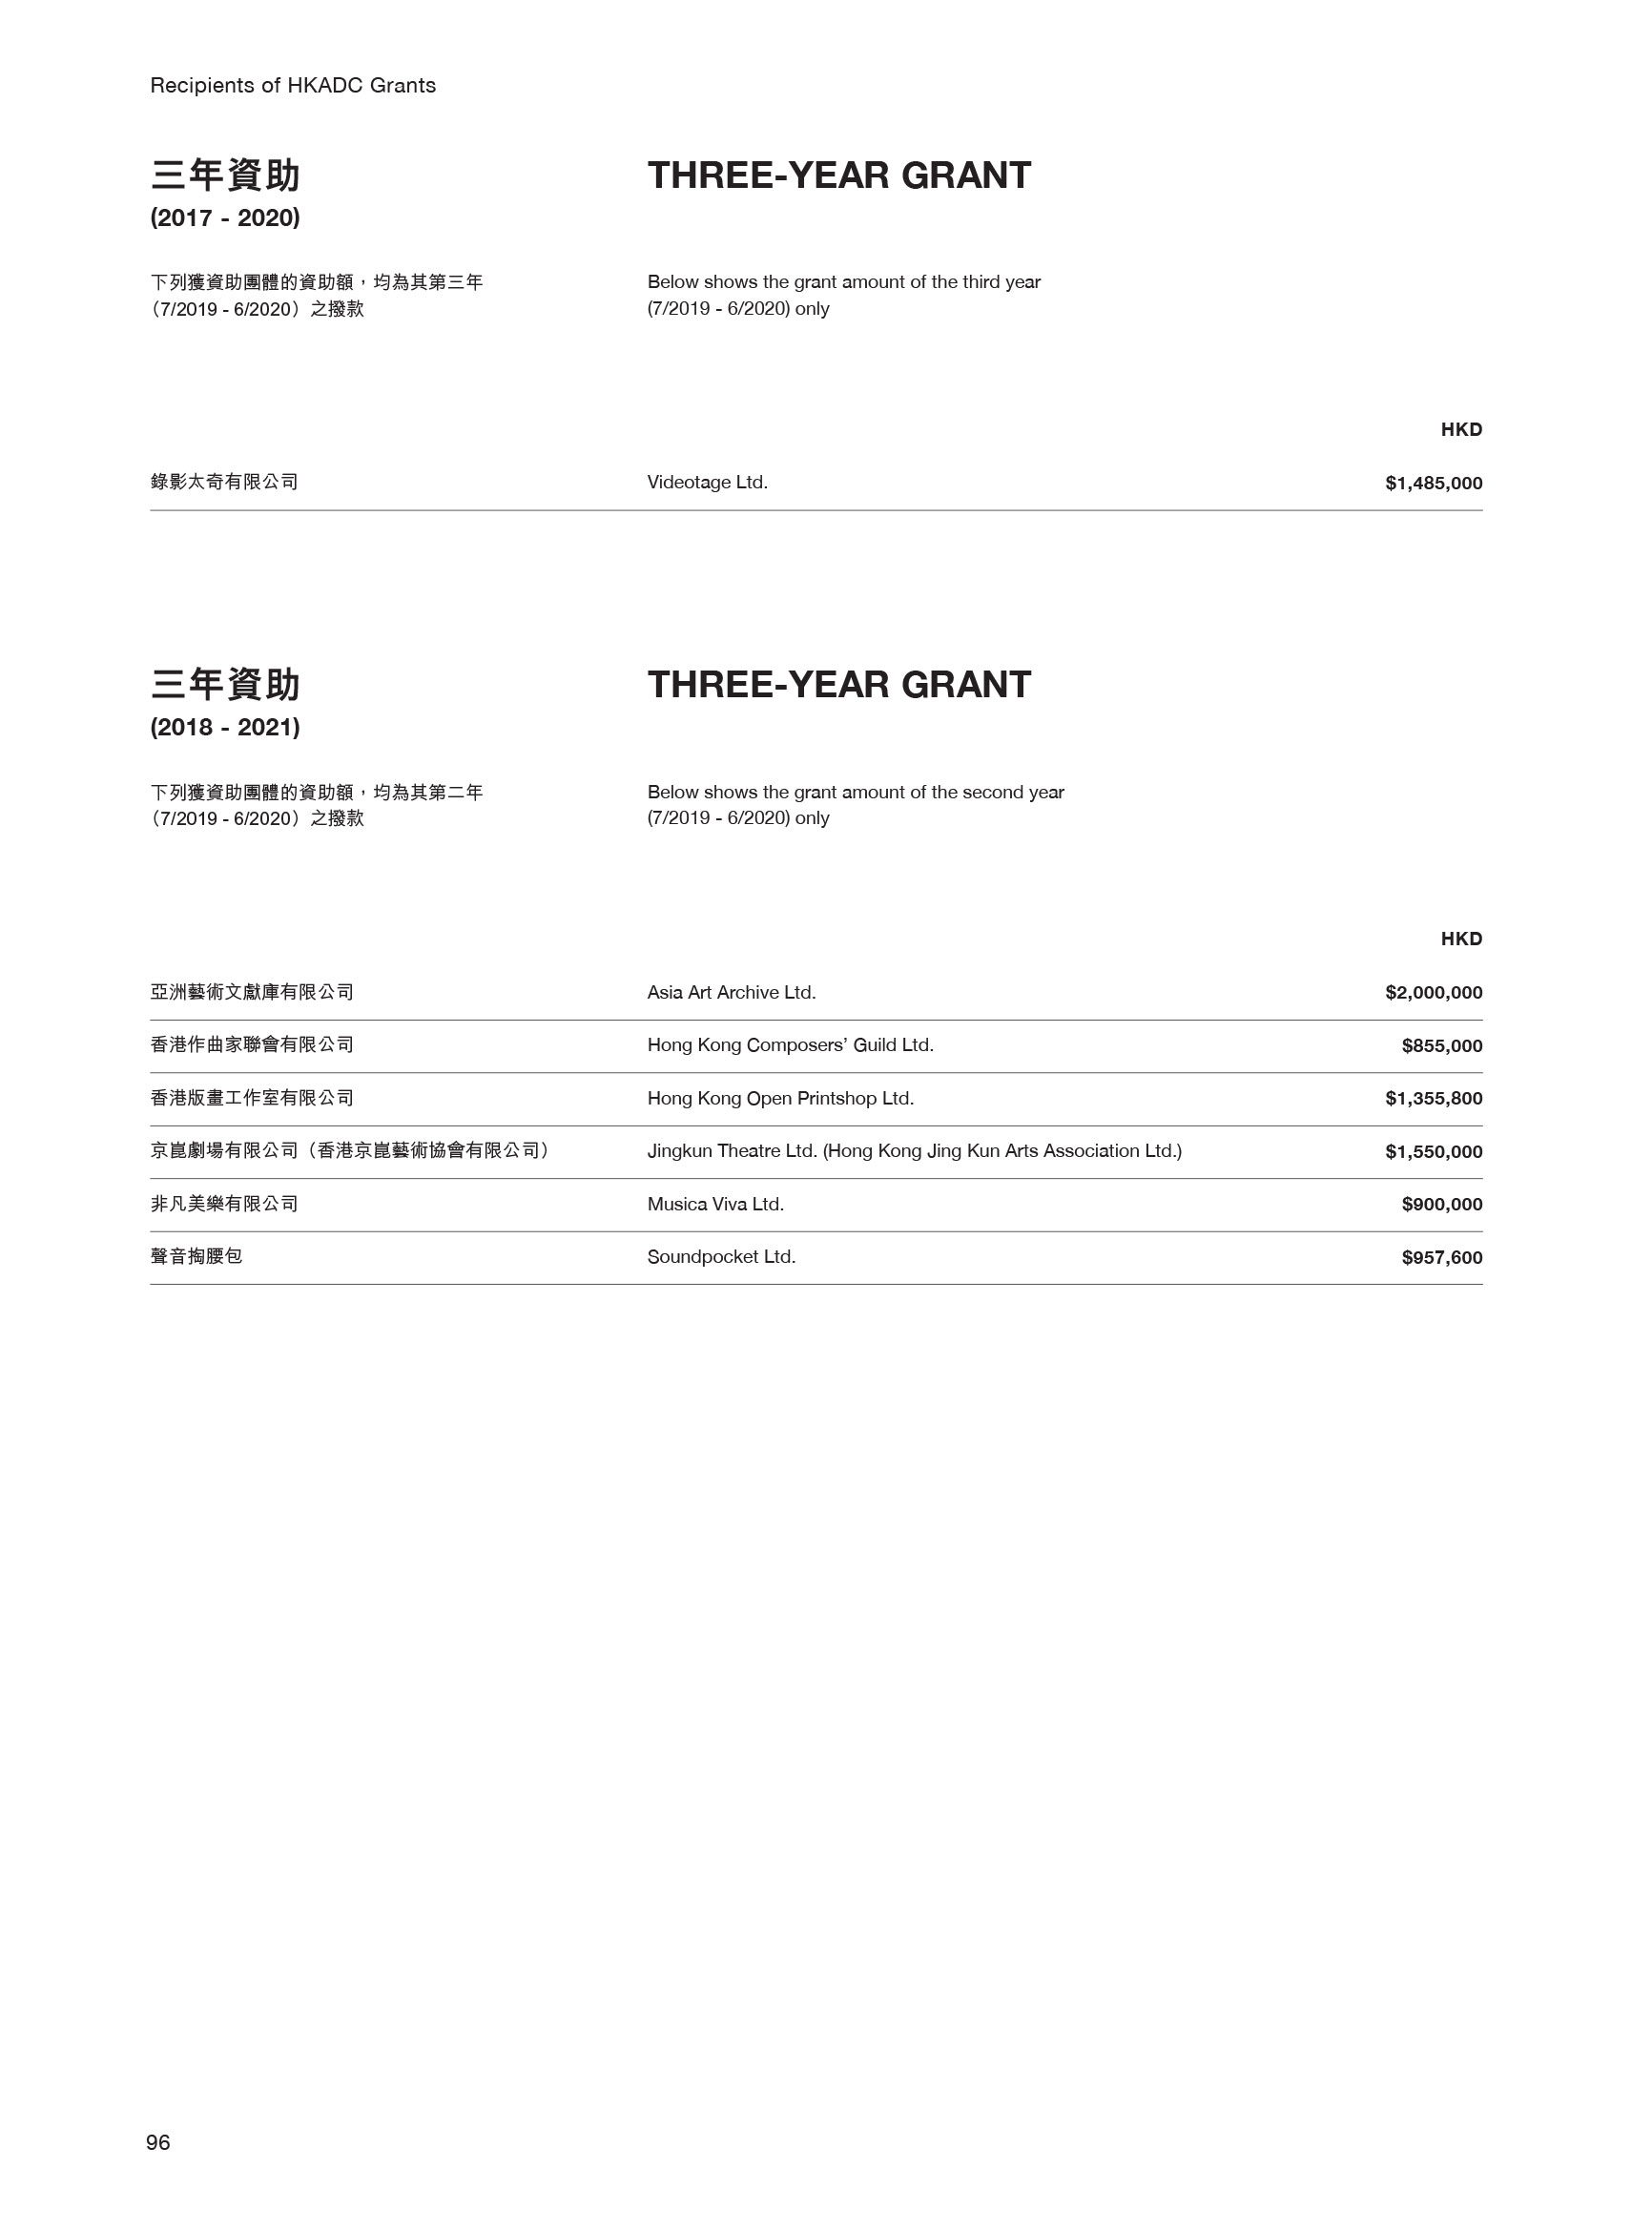 Recipients of HKADC Grants
三年資助 THREE-YEAR GRANT
(2017 - 2020)
下列獲資助團體的資助額，均為其第三年
（7/2019 - 6/2020）之撥款
Below shows the grant amount of the third year
(7/2019 - 6/2020) only
HKD
錄影太奇有限公司 Videotage Ltd. $1,485,000
三年資助 THREE-YEAR GRANT
(2018 - 2021)
下列獲資助團體的資助額，均為其第二年
（7/2019 - 6/2020）之撥款
Below shows the grant amount of the second year
(7/2019 - 6/2020) only
HKD
亞洲藝術文獻庫有限公司 Asia Art Archive Ltd. $2,000,000
香港作曲家聯會有限公司 Hong Kong Composers’ Guild Ltd. $855,000
香港版畫工作室有限公司 Hong Kong Open Printshop Ltd. $1,355,800
京崑劇場有限公司（香港京崑藝術協會有限公司） Jingkun Theatre Ltd. (Hong Kong Jing Kun Arts Association Ltd.) $1,550,000
非凡美樂有限公司 Musica Viva Ltd. $900,000
聲音掏腰包 Soundpocket Ltd. $957,600
96